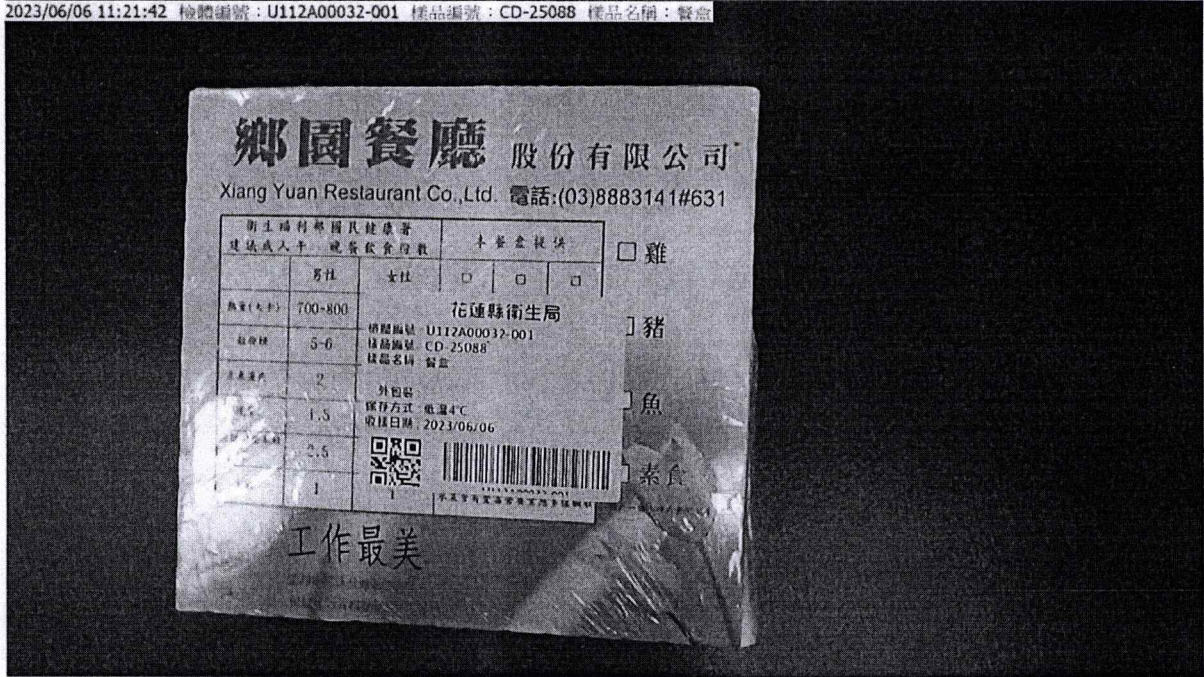 2023/06/06 11:21:42 檢體編號：U112A00032-001 樣品編號：CD-25088 樣品名稱：餐盒
鄉園餐廳 股份有限公司
Xiang Yuan Restaurant Co.,Ltd. 電話:(03)8883141#631
衛生福利部國民健康署
建議成人午、晚餐飲食份數
本餐盒提供
男性 女性 □ □ □
□ 雞
熱量(大卡) 700-800
花蓮縣衛生局
檢體編號 U112A00032-001
樣品編號 CD-25088
樣品名稱 餐盒
□ 豬
5-6
2
外包裝
保存方式 低溫4℃
收樣日期 2023/06/06
魚
1.5
2.5
素食
1
1
工作最美